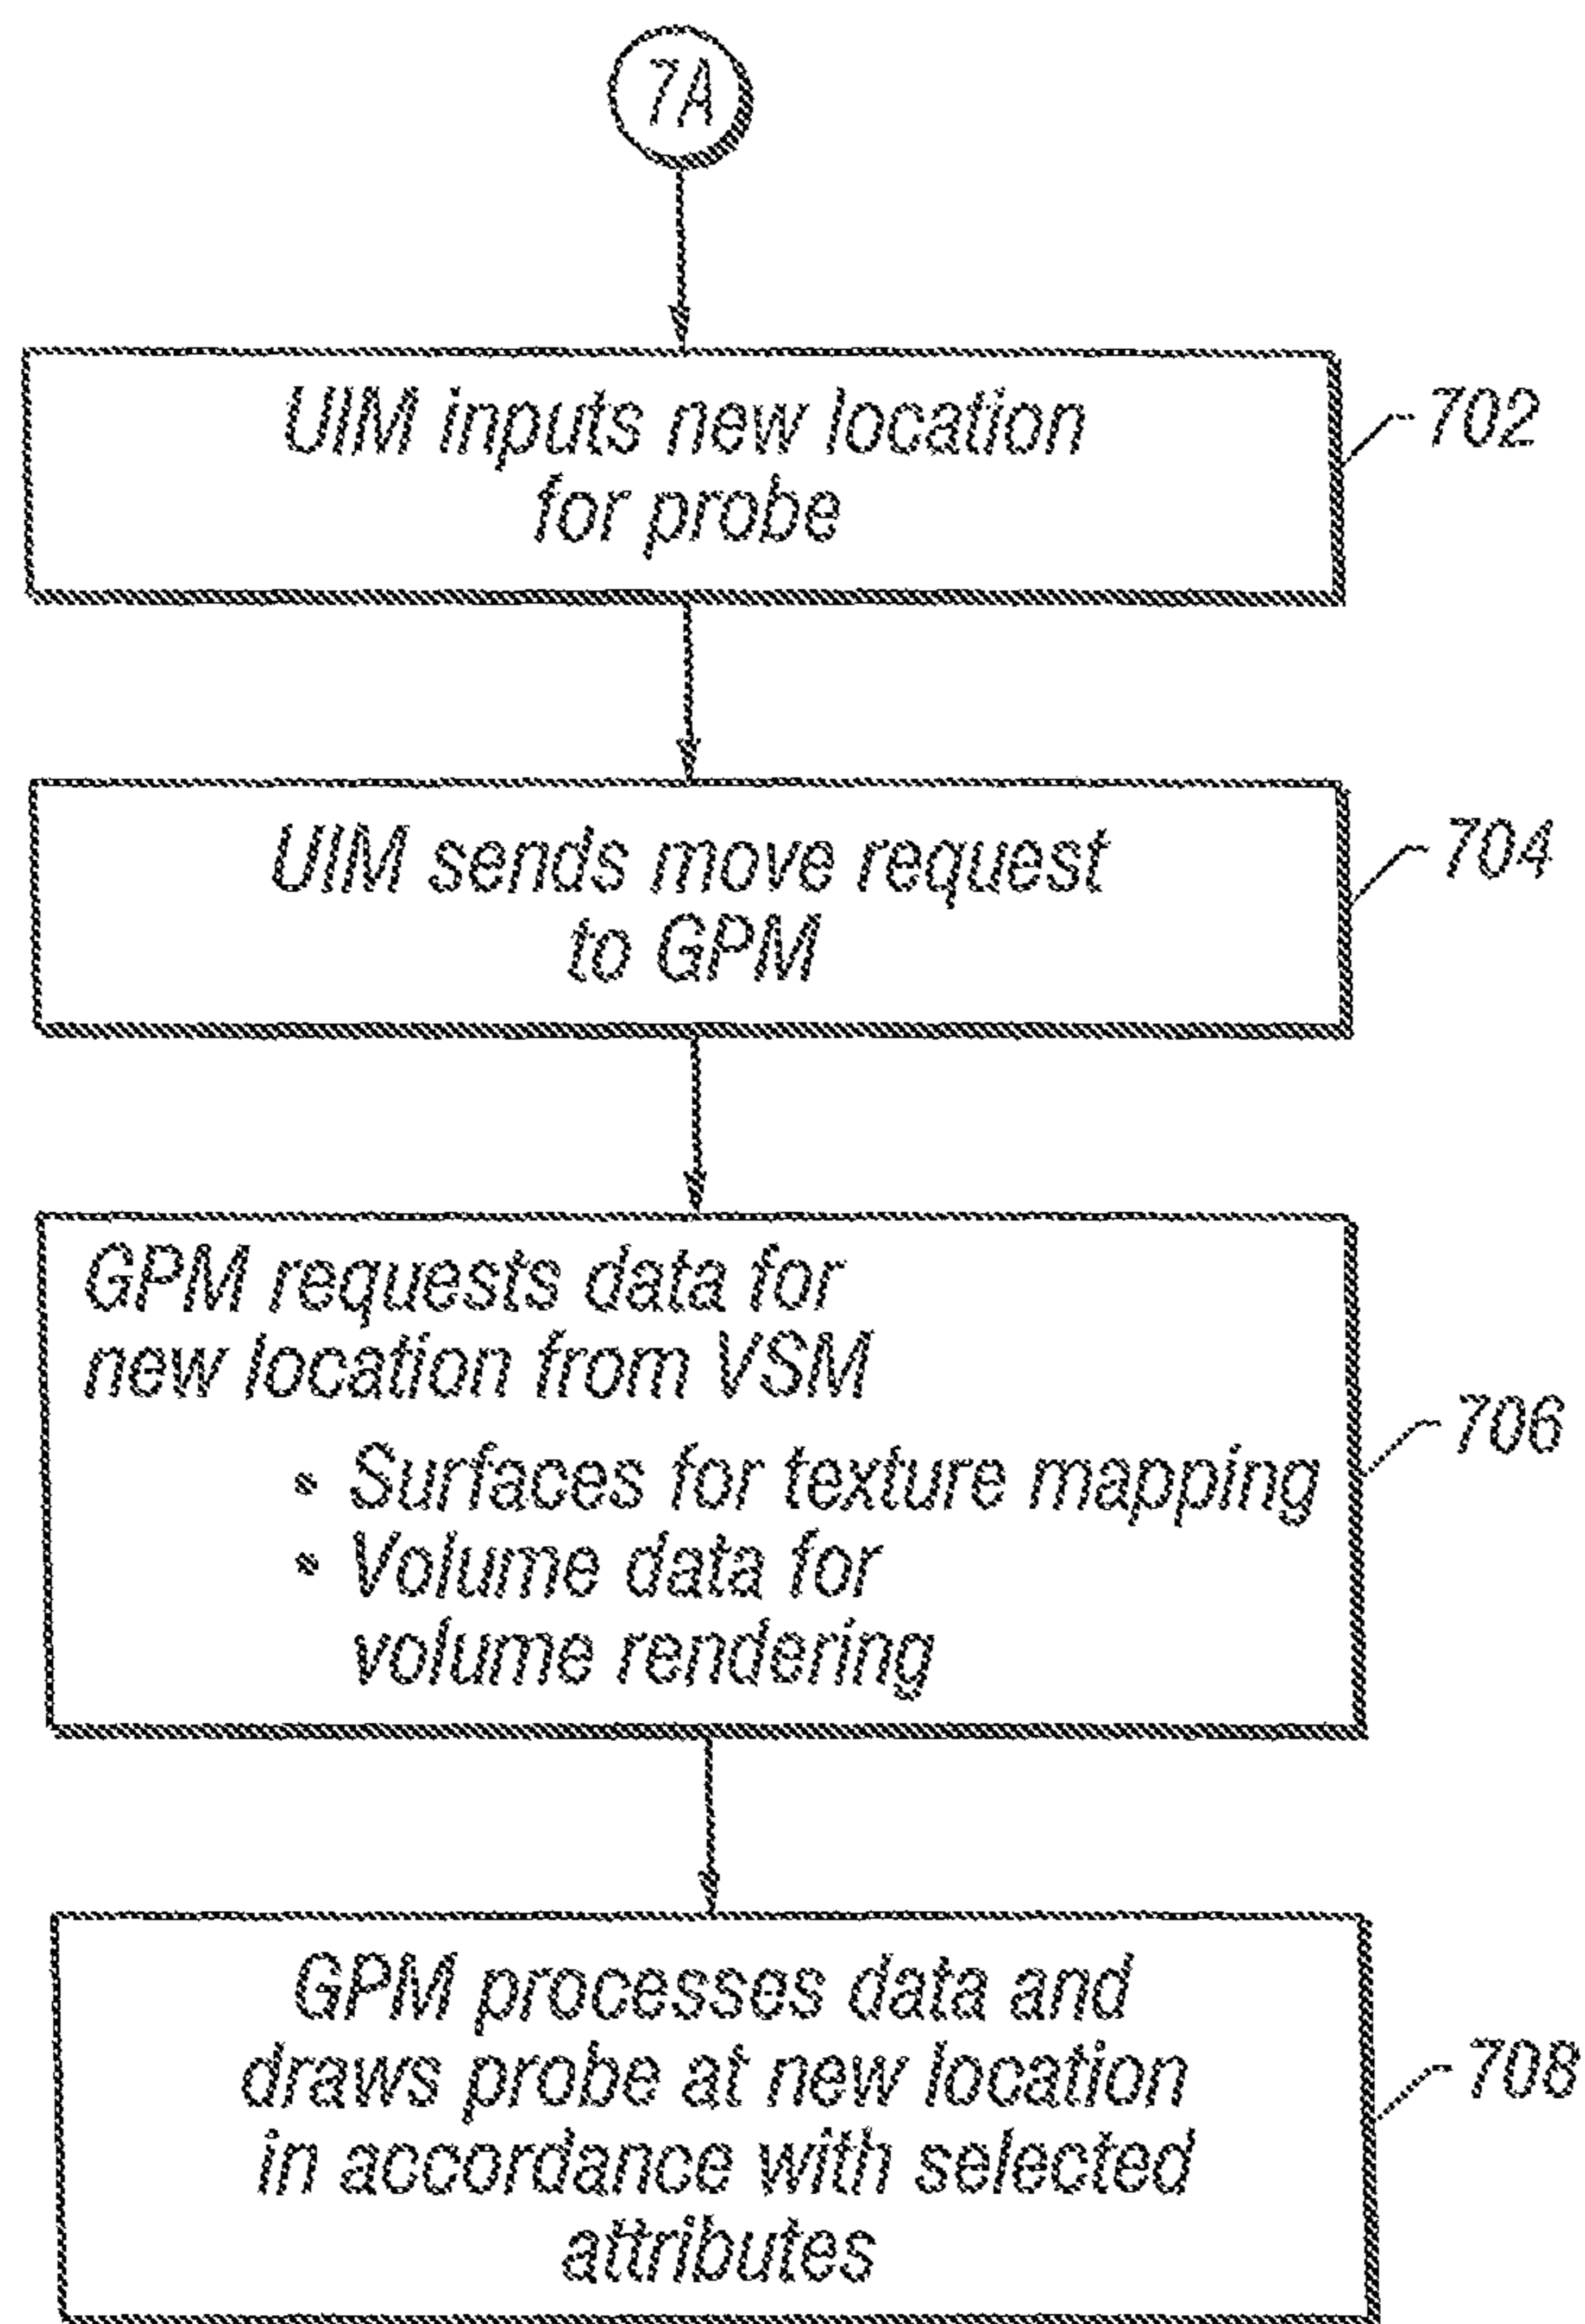 7A
UIM inputs new location
for probe
702
UIM sends move request
to GPM
704
GPM requests data for
new location from VSM
• Surfaces for texture mapping
• Volume data for
volume rendering
706
GPM processes data and
draws probe at new location
in accordance with selected
attributes
708